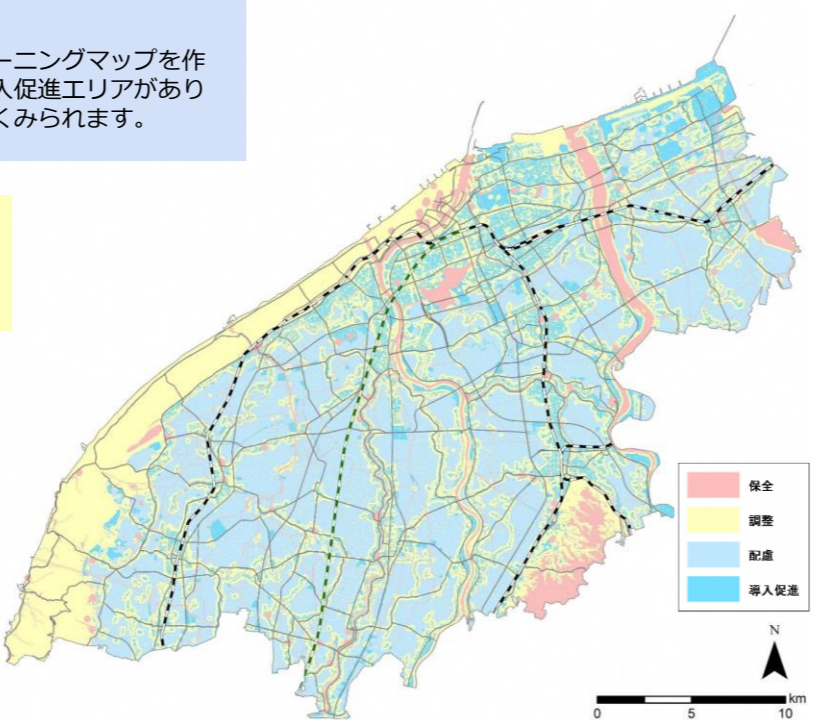 ーニングマップを作
入促進エリアがあり
くみられます。
保全
調整
配慮
導入促進
N
km
0 5 10